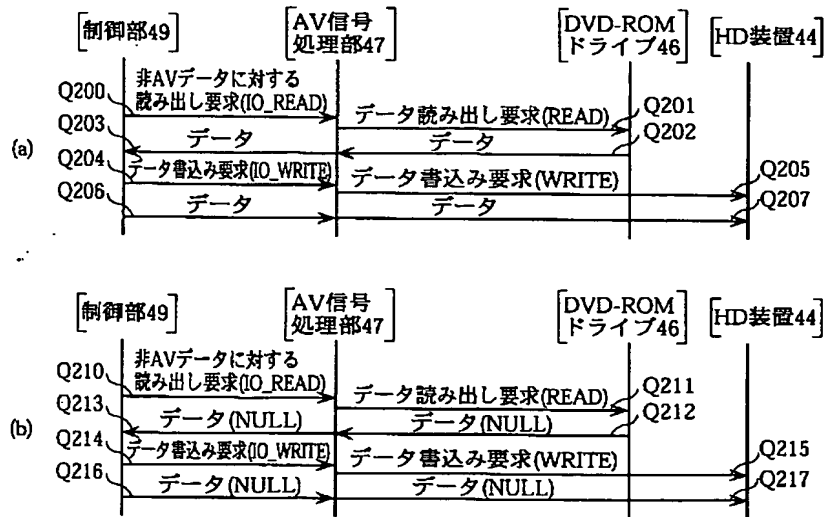 (a)
[制御部49]
[AV信号
処理部47]
[DVD-ROM
ドライブ46]
[HD装置44]
Q200
非AVデータに対する
読み出し要求(IO_READ)
データ読み出し要求(READ)
Q201
Q203
データ
データ
Q202
Q204
データ書込み要求(IO_WRITE)
データ書込み要求(WRITE)
Q205
Q206
データ
データ
Q207
(b)
[制御部49]
[AV信号
処理部47]
[DVD-ROM
ドライブ46]
[HD装置44]
Q210
非AVデータに対する
読み出し要求(IO_READ)
データ読み出し要求(READ)
Q211
Q213
データ(NULL)
データ(NULL)
Q212
Q214
データ書込み要求(IO_WRITE)
データ書込み要求(WRITE)
Q215
Q216
データ(NULL)
データ(NULL)
Q217